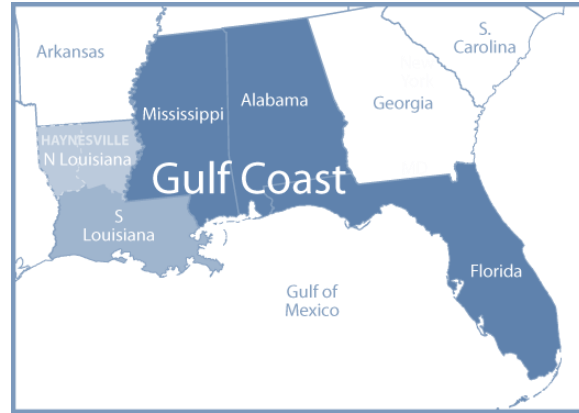 Arkansas
S.
Carolina
Mississippi
Alabama
Georgia
HAYNESVILLE
N Louisiana
Gulf Coast
S
Louisiana
Florida
Gulf of
Mexico